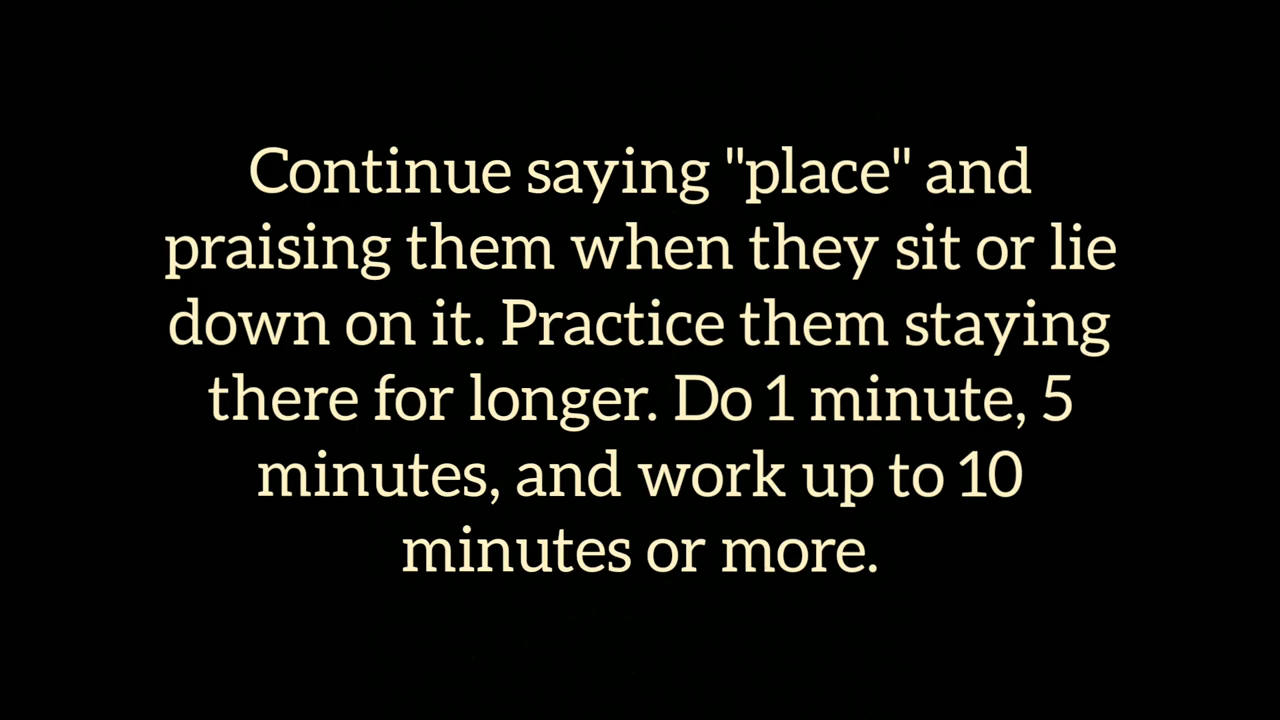 Continue saying "place" and
praising them when they sit or lie
down on it. Practice them staying
there for longer. Do 1 minute, 5
minutes, and work up to 10
minutes or more.